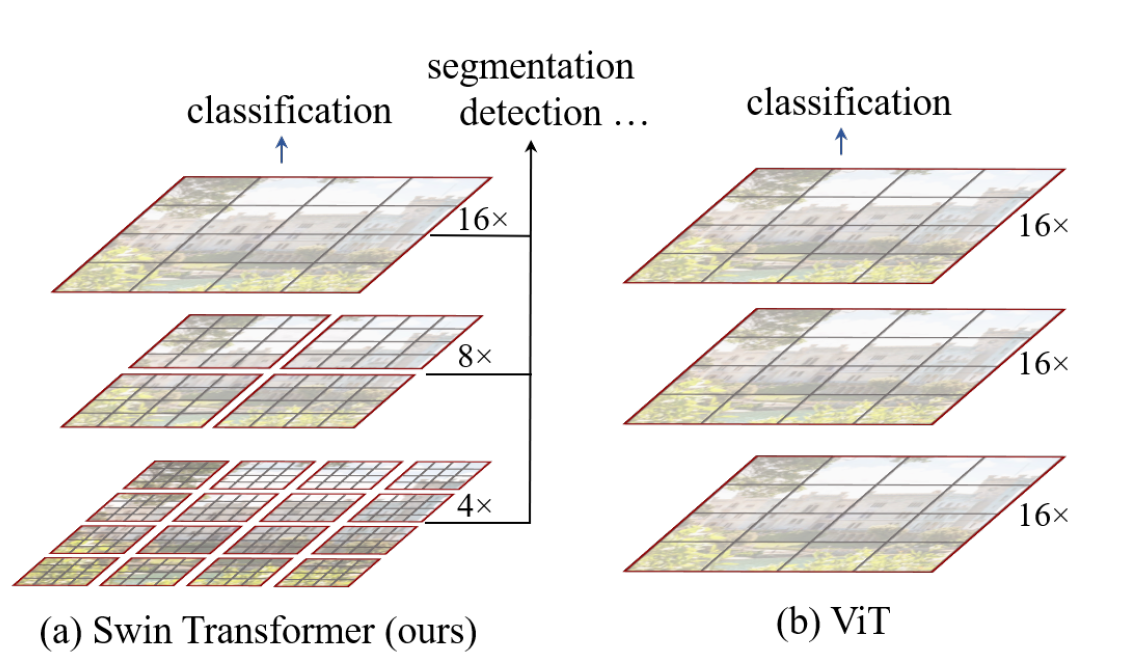 segmentation
detection ...
classification
16×
8×
4×
(a) Swin Transformer (ours)
classification
16×
16×
16×
(b) ViT